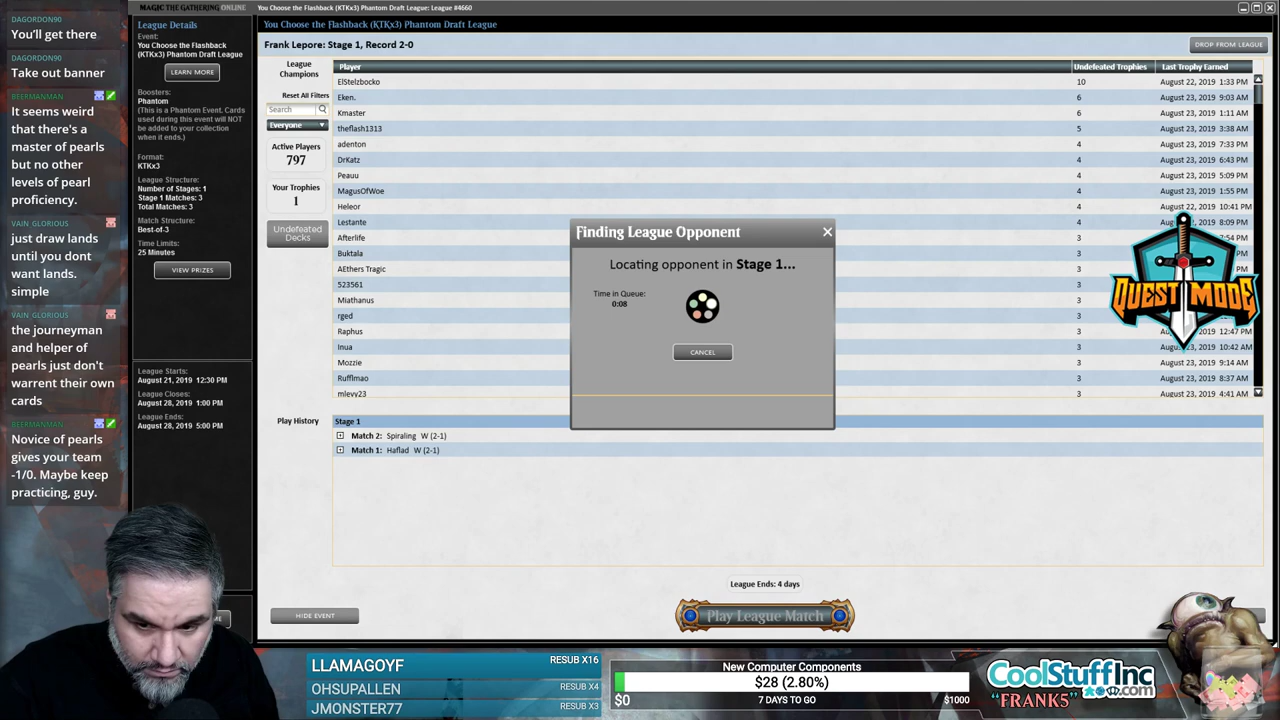 MAGIC THE GATHERING ONLINE
You Choose the Flashback (KTKx3) Phantom Draft League: League #4660
DAGORDON90
You'll get there
DAGORDON90
Take out banner
BEERMANMAN
It seems weird
that there's a
master of pearls
but no other
levels of pearl
proficiency.
VAIN_GLORIOUS
just draw lands
until you dont
want lands.
simple
VAIN_GLORIOUS
the journeyman
and helper of
pearls just don't
warrent their own
cards
BEERMANMAN
Novice of pearls
gives your team
-1/0. Maybe keep
practicing, guy.
League Details
Event:
You Choose the Flashback
(KTKx3) Phantom Draft League
LEARN MORE
Boosters:
Phantom
(This is a Phantom Event. Cards
used during this event will NOT
be added to your collection
when it ends.)
Format:
KTKx3
League Structure:
Number of Stages: 1
Stage 1 Matches: 3
Total Matches: 3
Match Structure:
Best-of-3
Time Limits:
25 Minutes
VIEW PRIZES
League Starts:
August 21, 2019 12:30 PM
League Closes:
August 28, 2019 1:00 PM
League Ends:
August 28, 2019 5:00 PM
You Choose the Flashback (KTKx3) Phantom Draft League
Frank Lepore: Stage 1, Record 2-0
DROP FROM LEAGUE
League
Champions
Reset All Filters
Search
Everyone
Active Players
797
Your Trophies
1
Undefeated
Decks
Player Undefeated Trophies Last Trophy Earned
ElStelzbocko 10 August 22, 2019 1:33 PM
Eken. 6 August 23, 2019 9:03 AM
Kmaster 6 August 23, 2019 1:11 AM
theflash1313 5 August 23, 2019 3:38 AM
adenton 4 August 23, 2019 7:33 PM
DrKatz 4 August 23, 2019 6:43 PM
Peauu 4 August 23, 2019 5:09 PM
MagusOfWoe 4 August 23, 2019 1:55 PM
Heleor 4 August 22, 2019 10:41 PM
Lestante 4 August 22, 2019 8:09 PM
Afterlife 3 7:54 PM
Buktala 3 PM
AEthers Tragic 3 PM
523561 3
Miathanus 3
rged 3
Raphus 3 12:47 PM
Inua 3 2019 10:42 AM
Mozzie 3 August 23, 2019 9:14 AM
Rufflmao 3 August 23, 2019 8:37 AM
mlevy23 3 August 23, 2019 4:41 AM
Finding League Opponent
Locating opponent in Stage 1...
Time in Queue:
0:08
CANCEL
QUEST MODE
Play History
Stage 1
Match 2: Spiraling W (2-1)
Match 1: Haflad W (2-1)
League Ends: 4 days
HIDE EVENT
Play League Match
LLAMAGOYF RESUB X16
OHSUPALLEN RESUB X4
JMONSTER77 RESUB X3
New Computer Components
$28 (2.80%)
$0 7 DAYS TO GO $1000
CoolStuffInc
.com
"FRANK5"